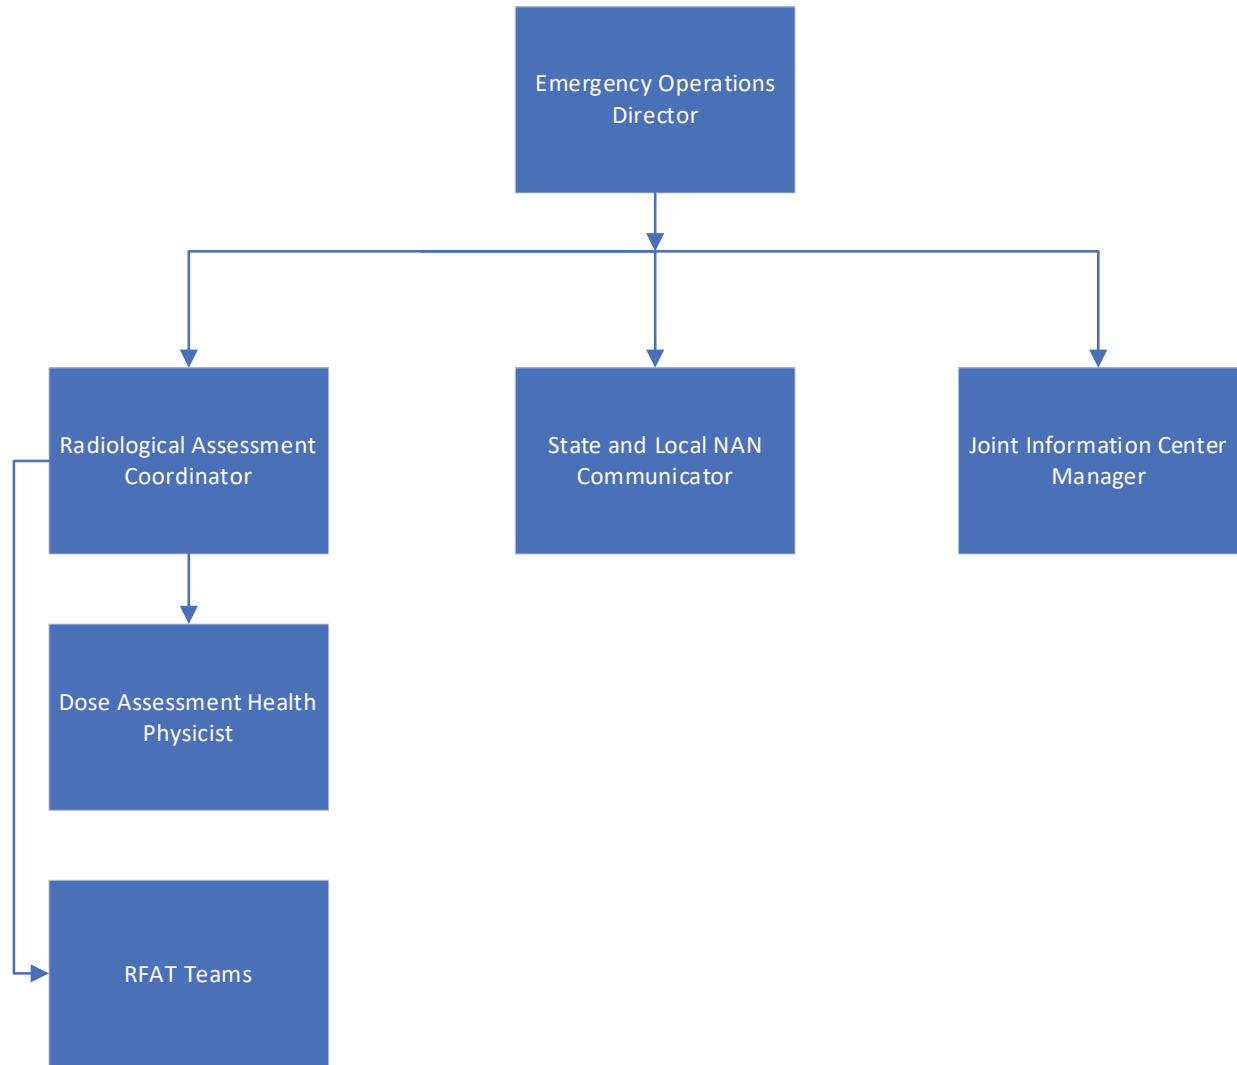 Emergency Operations
Director
Radiological Assessment
Coordinator
State and Local NAN
Communicator
Joint Information Center
Manager
Dose Assessment Health
Physicist
RFAT Teams